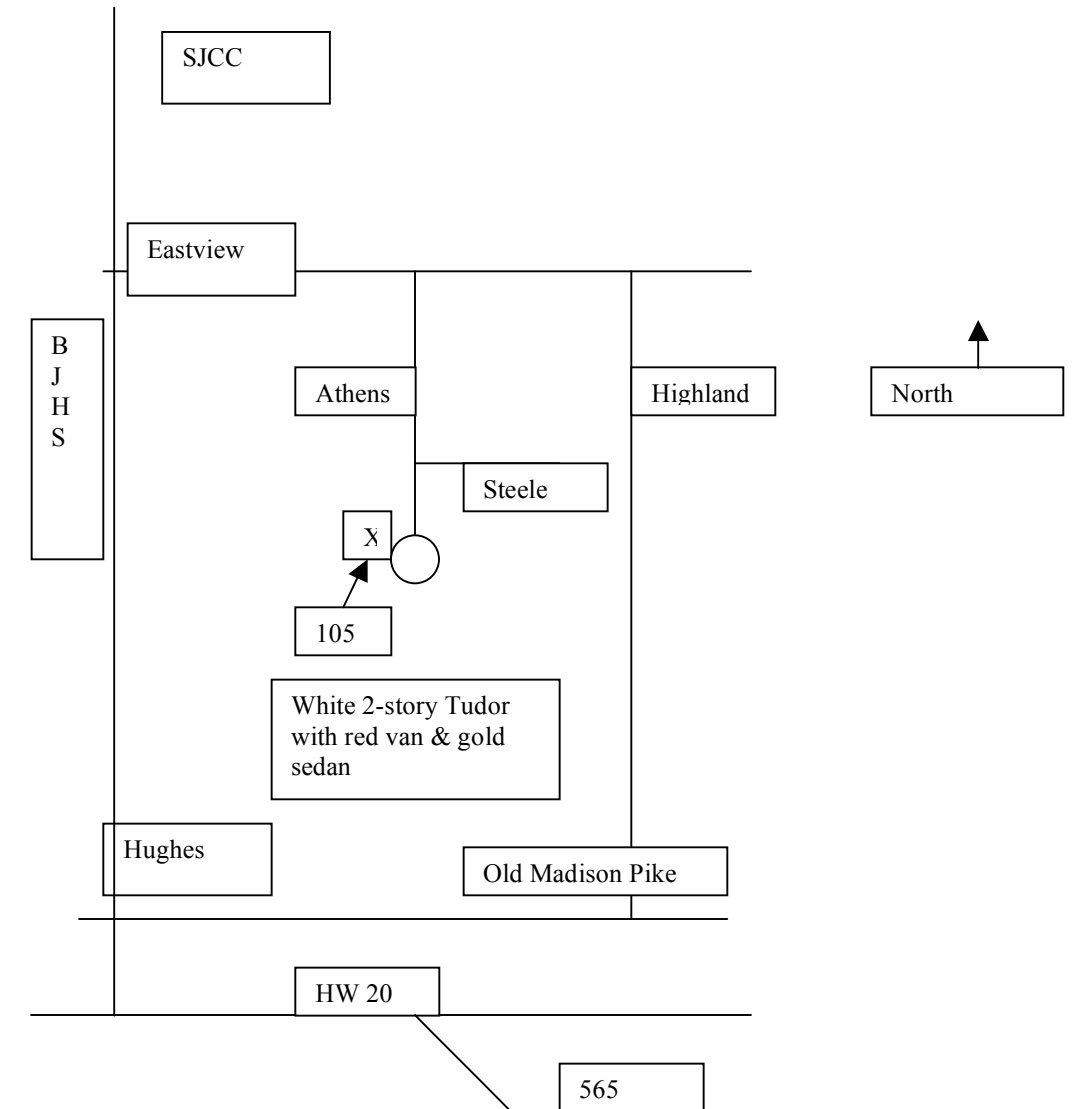 SJCC
Eastview
B
J
H
S
Athens
Highland
North
Steele
X
105
White 2-story Tudor
with red van & gold
sedan
Hughes
Old Madison Pike
HW 20
565